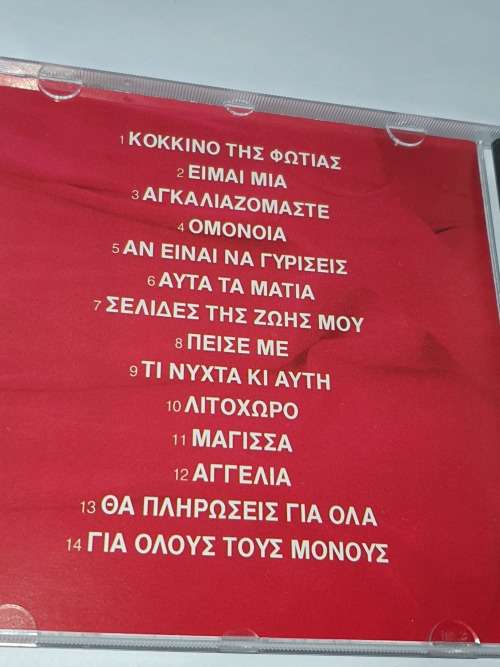 1 ΚΟΚΚΙΝΟ ΤΗΣ ΦΩΤΙΑΣ
2 ΕΙΜΑΙ ΜΙΑ
3 ΑΓΚΑΛΙΑΖΟΜΑΣΤΕ
4 ΟΜΟΝΟΙΑ
5 ΑΝ ΕΙΝΑΙ ΝΑ ΓΥΡΙΣΕΙΣ
6 ΑΥΤΑ ΤΑ ΜΑΤΙΑ
7 ΣΕΛΙΔΕΣ ΤΗΣ ΖΩΗΣ ΜΟΥ
8 ΠΕΙΣΕ ΜΕ
9 ΤΙ ΝΥΧΤΑ ΚΙ ΑΥΤΗ
10 ΛΙΤΟΧΩΡΟ
11 ΜΑΓΙΣΣΑ
12 ΑΓΓΕΛΙΑ
13 ΘΑ ΠΛΗΡΩΣΕΙΣ ΓΙΑ ΟΛΑ
14 ΓΙΑ ΟΛΟΥΣ ΤΟΥΣ ΜΟΝΟΥΣ